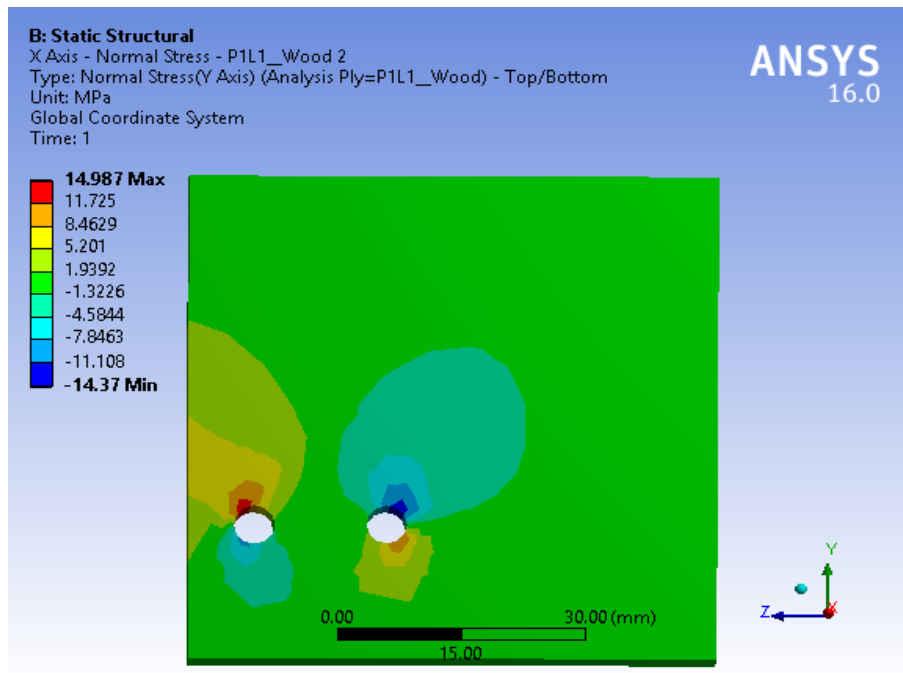 B: Static Structural
X Axis - Normal Stress - P1L1__Wood 2
Type: Normal Stress(Y Axis) (Analysis Ply=P1L1__Wood) - Top/Bottom
Unit: MPa
Global Coordinate System
Time: 1
ANSYS
16.0
14.987 Max
11.725
8.4629
5.201
1.9392
-1.3226
-4.5844
-7.8463
-11.108
-14.37 Min
0.00
30.00 (mm)
15.00
Y
Z
X